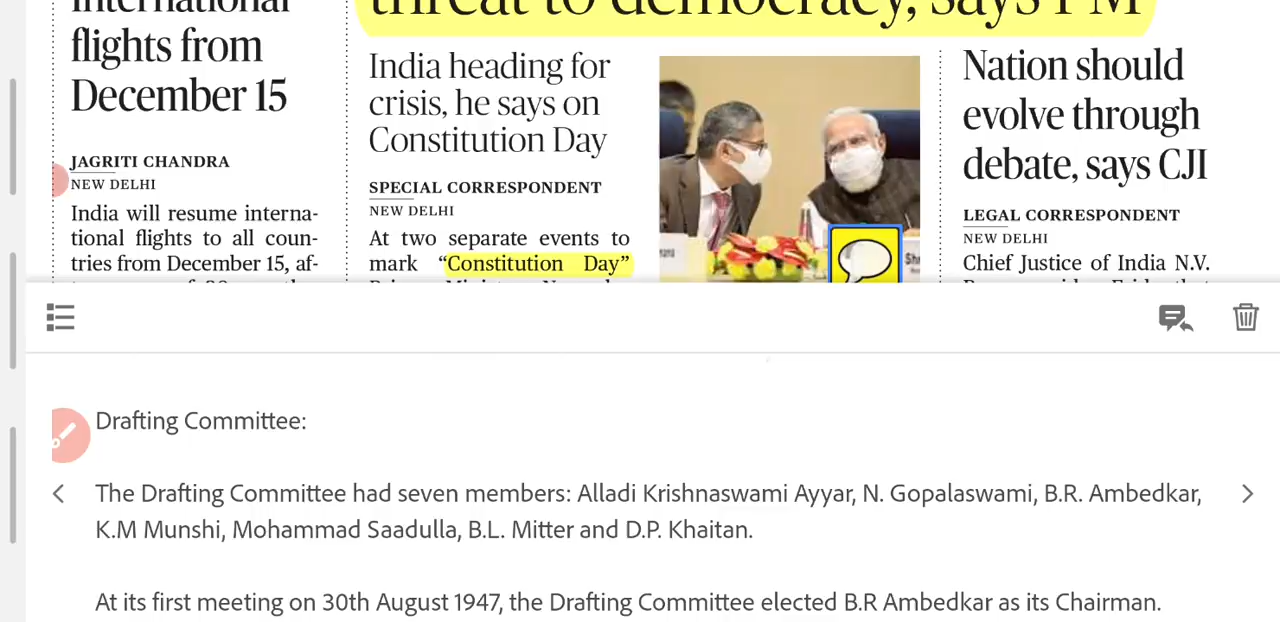 International
flights from
December 15
JAGRITI CHANDRA
NEW DELHI
India will resume interna-
tional flights to all coun-
tries from December 15, af-
threat to democracy, says PM
India heading for
crisis, he says on
Constitution Day
SPECIAL CORRESPONDENT
NEW DELHI
At two separate events to
mark “Constitution Day”
Nation should
evolve through
debate, says CJI
LEGAL CORRESPONDENT
NEW DELHI
Chief Justice of India N.V.
Drafting Committee:
The Drafting Committee had seven members: Alladi Krishnaswami Ayyar, N. Gopalaswami, B.R. Ambedkar,
K.M Munshi, Mohammad Saadulla, B.L. Mitter and D.P. Khaitan.
At its first meeting on 30th August 1947, the Drafting Committee elected B.R Ambedkar as its Chairman.